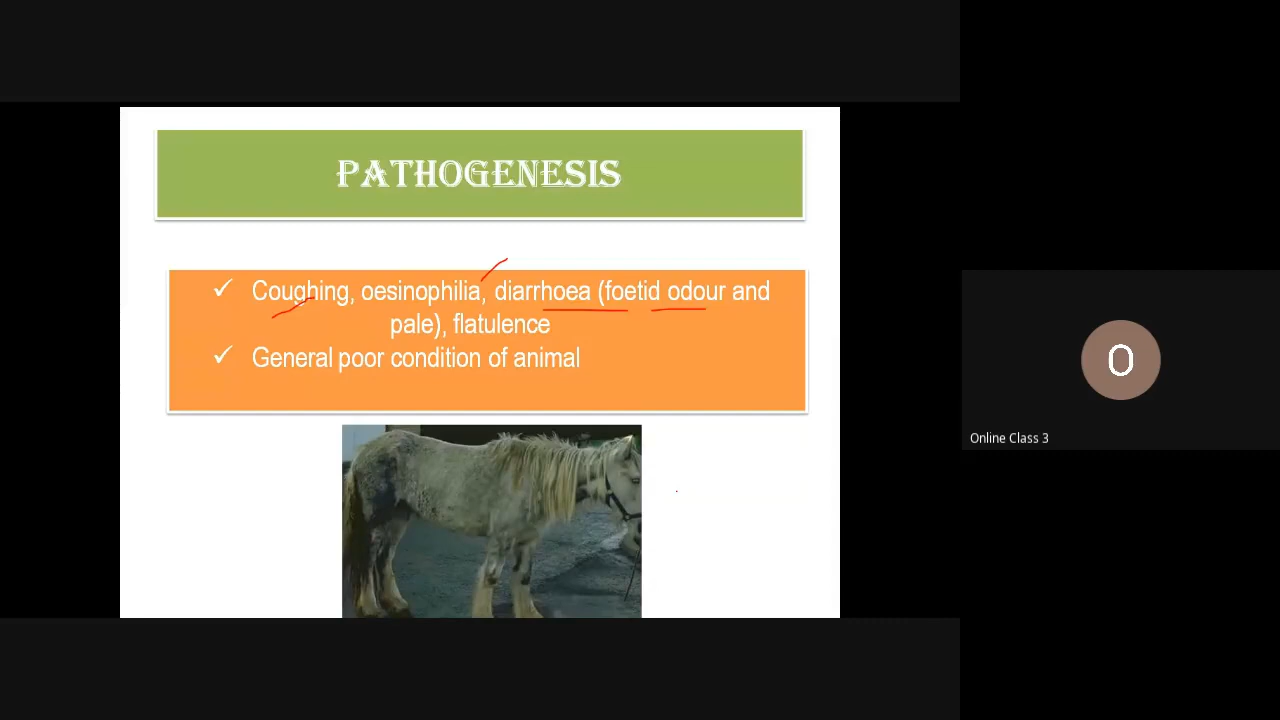 PATHOGENESIS
✓ Coughing, oesinophilia, diarrhoea (foetid odour and
pale), flatulence
✓ General poor condition of animal
O
Online Class 3